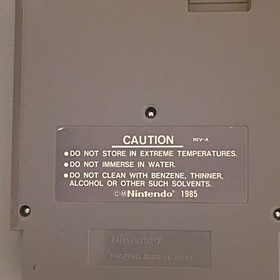 CAUTION REV-A
●DO NOT STORE IN EXTREME TEMPERATURES.
●DO NOT IMMERSE IN WATER.
●DO NOT CLEAN WITH BENZENE, THINNER,
ALCOHOL OR OTHER SUCH SOLVENTS.
©Nintendo® 1985
Nintendo